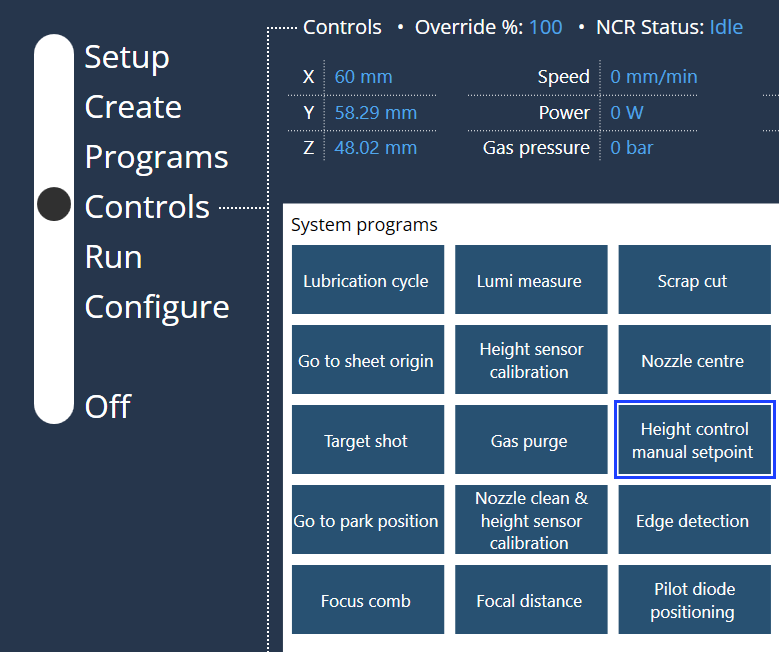 Setup
Create
Programs
Controls
Run
Configure
Off
Controls • Override %: 100 • NCR Status: Idle
X 60 mm Speed 0 mm/min
Y 58.29 mm Power 0 W
Z 48.02 mm Gas pressure 0 bar
System programs
Lubrication cycle
Lumi measure
Scrap cut
Go to sheet origin
Height sensor
calibration
Nozzle centre
Target shot
Gas purge
Height control
manual setpoint
Go to park position
Nozzle clean &
height sensor
calibration
Edge detection
Focus comb
Focal distance
Pilot diode
positioning